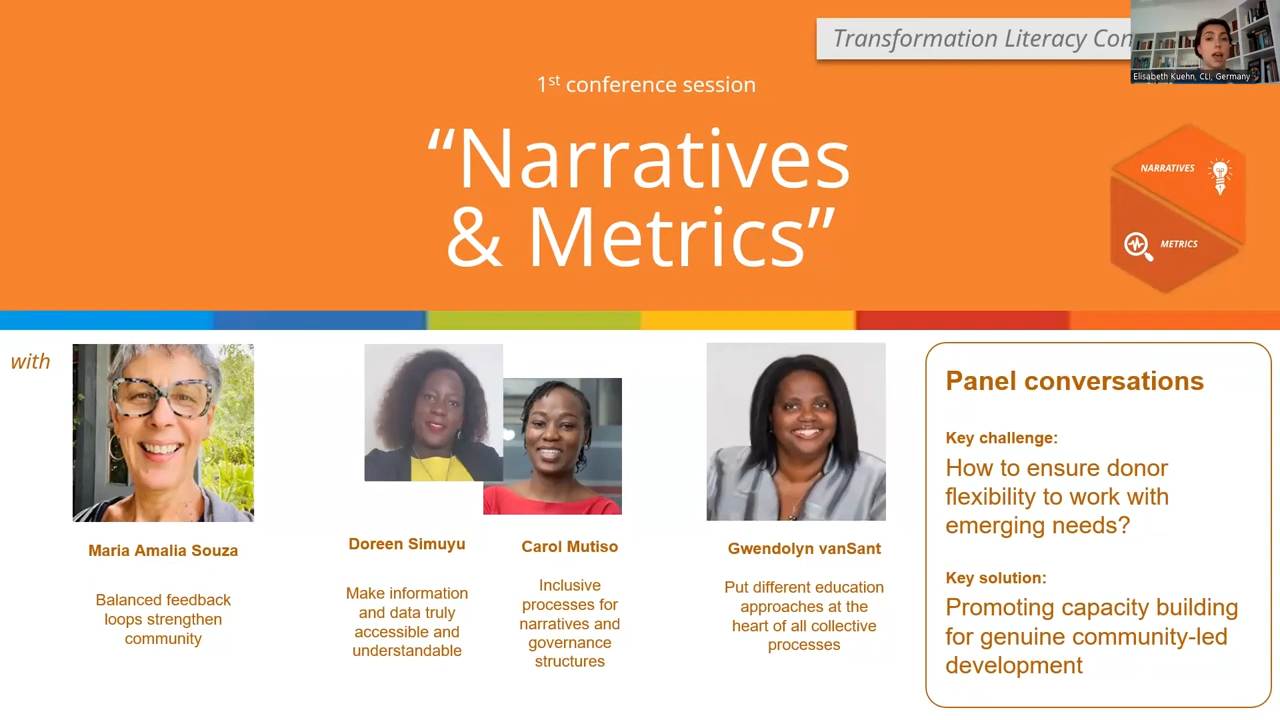 Transformation Literacy Con
Elisabeth Kuehn, CLI, Germany
1st conference session
“Narratives
& Metrics”
NARRATIVES
METRICS
with
Maria Amalia Souza
Balanced feedback
loops strengthen
community
Doreen Simuyu
Make information
and data truly
accessible and
understandable
Carol Mutiso
Inclusive
processes for
narratives and
governance
structures
Gwendolyn vanSant
Put different education
approaches at the
heart of all collective
processes
Panel conversations
Key challenge:
How to ensure donor
flexibility to work with
emerging needs?
Key solution:
Promoting capacity building
for genuine community-led
development